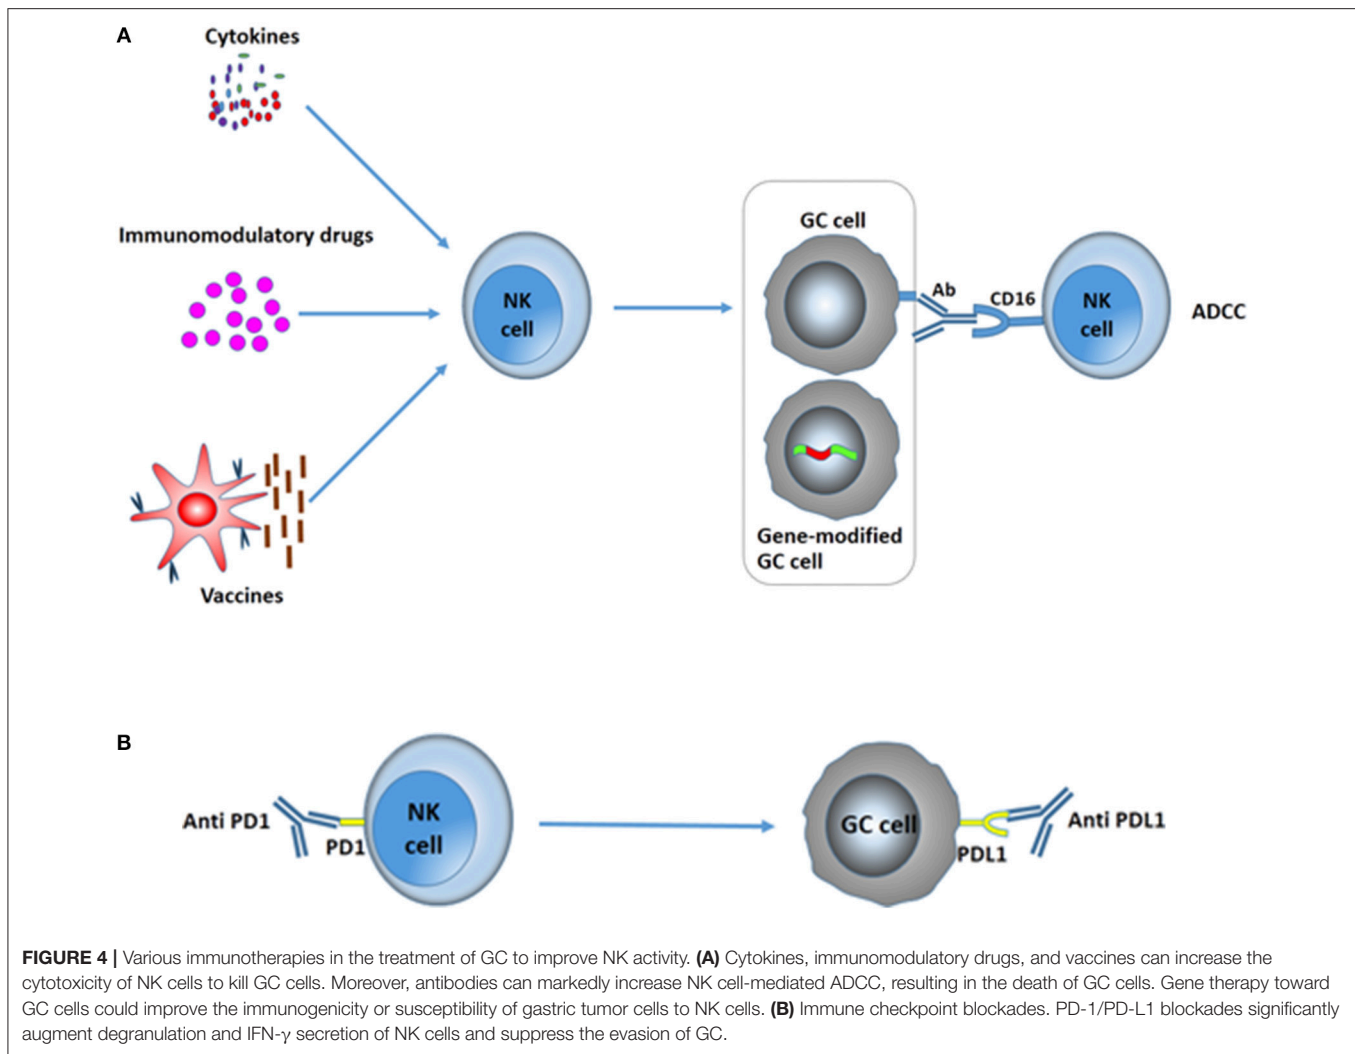 A
Cytokines
Immunomodulatory drugs
Vaccines
NK
cell
GC cell
Ab
CD16
NK
cell
ADCC
Gene-modified
GC cell
B
Anti PD1
PD1
NK
cell
GC cell
PDL1
Anti PDL1
FIGURE 4 | Various immunotherapies in the treatment of GC to improve NK activity. (A) Cytokines, immunomodulatory drugs, and vaccines can increase the
cytotoxicity of NK cells to kill GC cells. Moreover, antibodies can markedly increase NK cell-mediated ADCC, resulting in the death of GC cells. Gene therapy toward
GC cells could improve the immunogenicity or susceptibility of gastric tumor cells to NK cells. (B) Immune checkpoint blockades. PD-1/PD-L1 blockades significantly
augment degranulation and IFN-γ secretion of NK cells and suppress the evasion of GC.